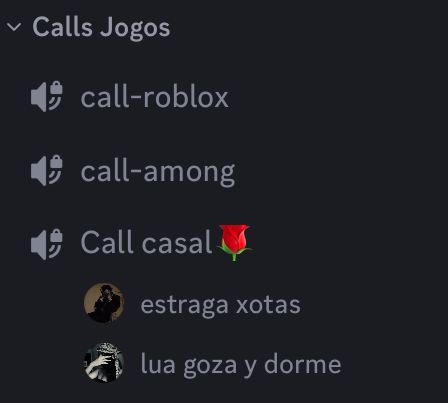 Calls Jogos
call-roblox
call-among
Call casal🌹
estraga xotas
lua goza y dorme